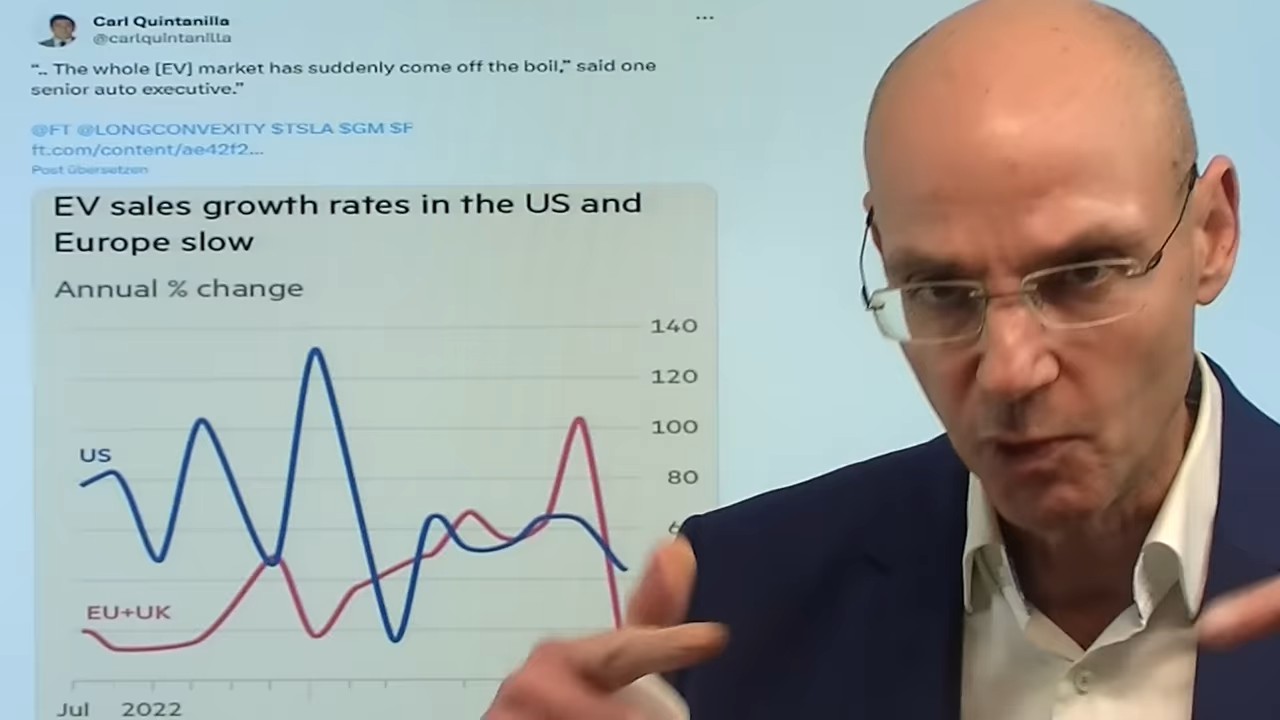 Carl Quintanilla
...
@carlquintanilla
“.. The whole [EV] market has suddenly come off the boil,” said one
senior auto executive.”
@FT @LONGCONVEXITY $TSLA $GM $F
ft.com/content/ae42f2...
Post übersetzen
EV sales growth rates in the US and
Europe slow
Annual % change
140
120
100
80
US
EU+UK
Jul 2022